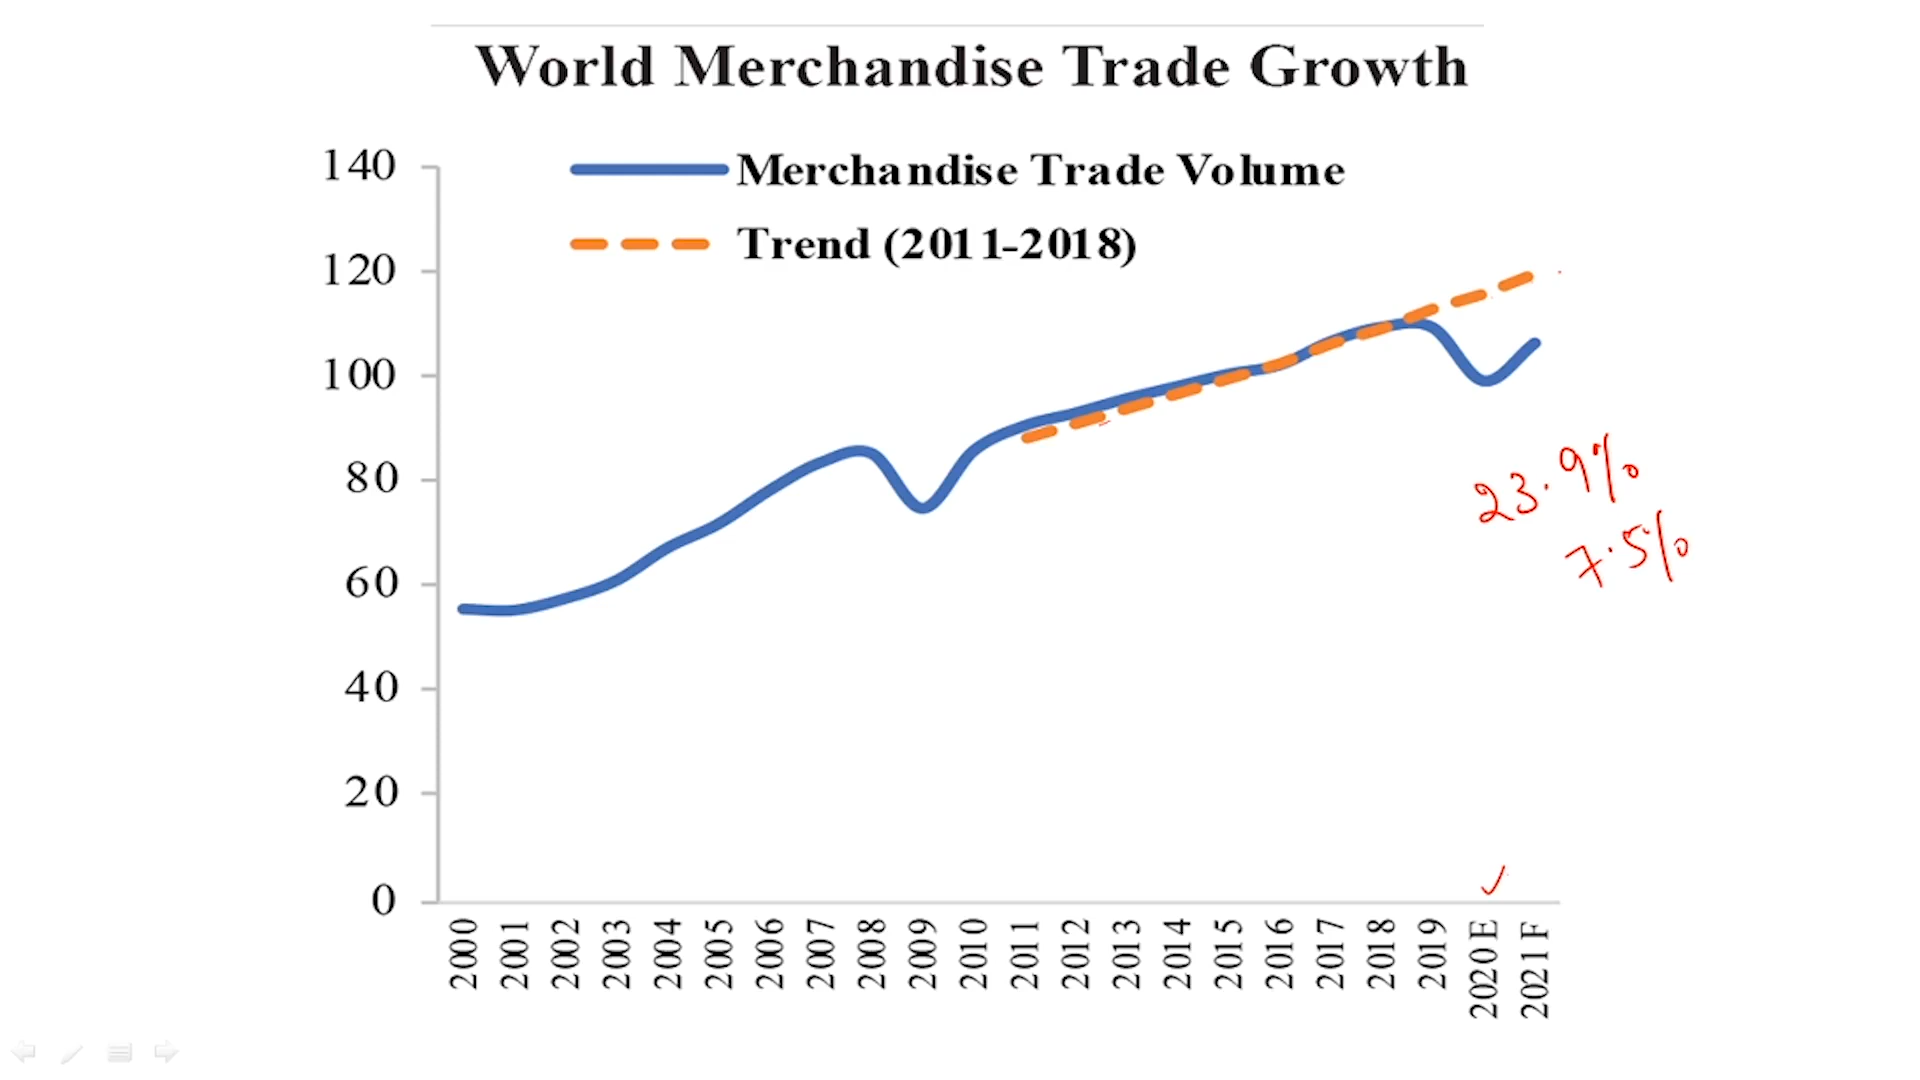 World Merchandise Trade Growth
Merchandise Trade Volume
Trend (2011-2018)
140
120
100
80
60
40
20
0
23.9%
7.5%
2000 2001 2002 2003 2004 2005 2006 2007 2008 2009 2010 2011 2012 2013 2014 2015 2016 2017 2018 2019 2020E 2021F